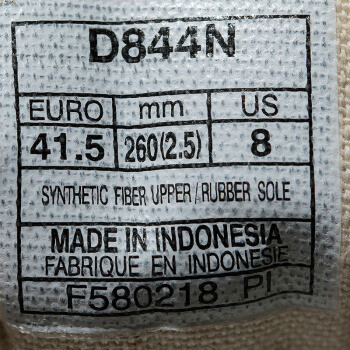 D844N
EURO mm US
41.5 260(2.5) 8
SYNTHETIC FIBER UPPER/RUBBER SOLE
MADE IN INDONESIA
FABRIQUE EN INDONESIE
F580218 PI